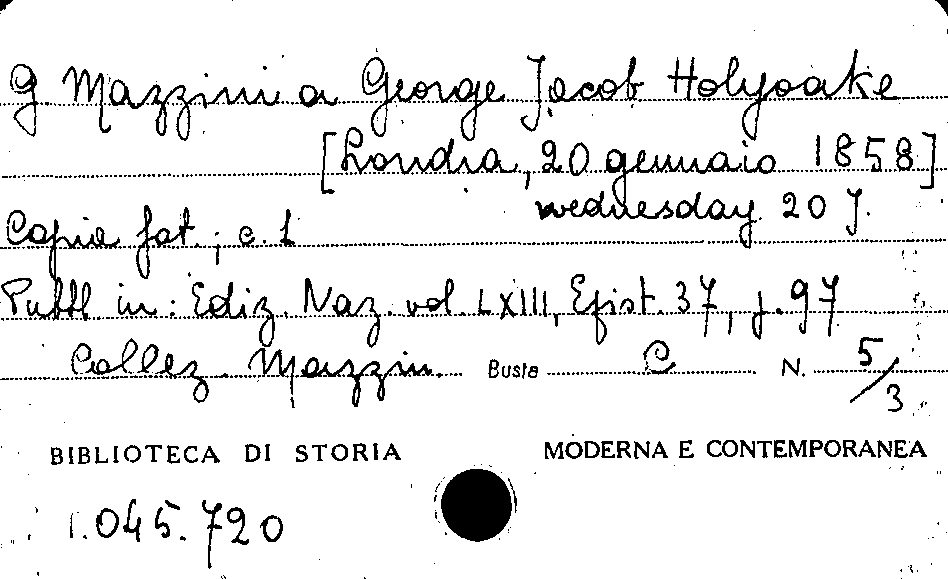 G. Mazzini a George Jacob Holyoake
[Londra, 20 gennaio 1858]
wednesday 20 J.
Copia fot.; c. 1
Pubbl in: Ediz. Naz. vol LXIII, Epist. 37, p. 97
Collez. Mazzini Busta C N. 5/3
BIBLIOTECA DI STORIA MODERNA E CONTEMPORANEA
1.045.720